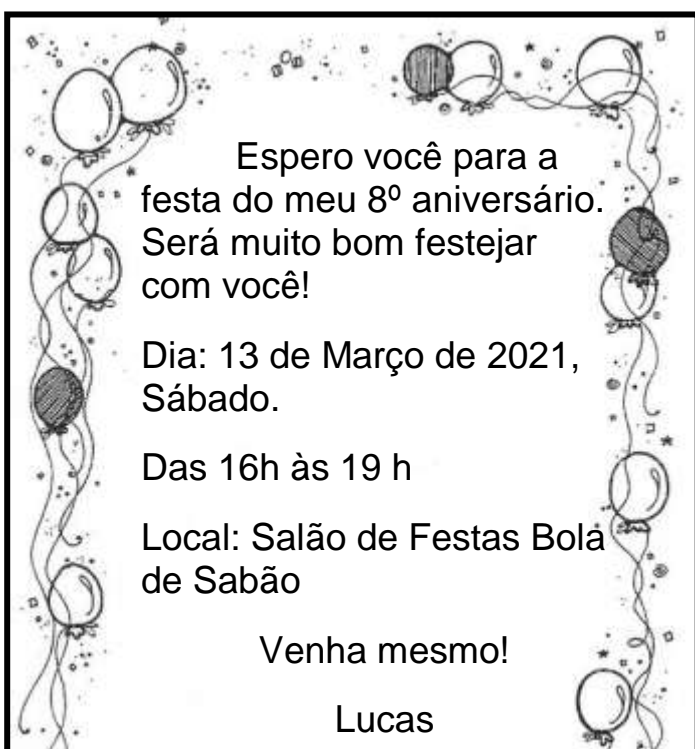 Espero você para a
festa do meu 8º aniversário.
Será muito bom festejar
com você!
Dia: 13 de Março de 2021,
Sábado.
Das 16h às 19 h
Local: Salão de Festas Bola
de Sabão
Venha mesmo!
Lucas